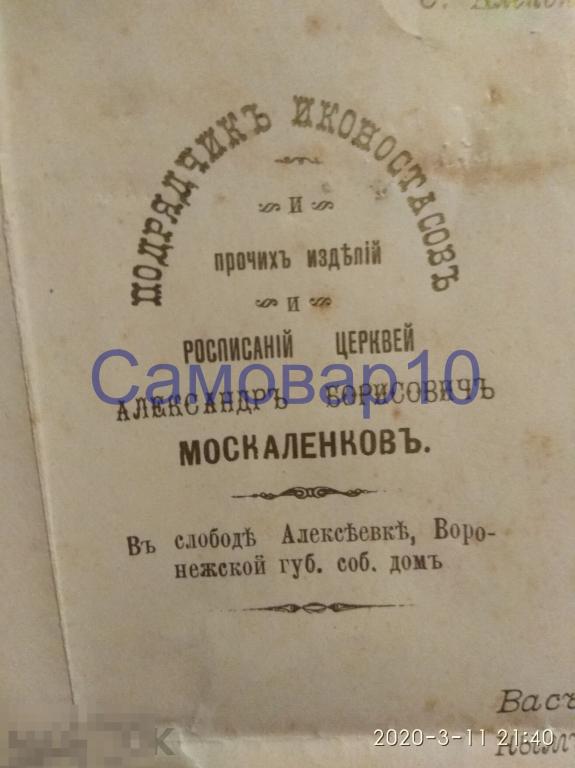 ПОДРЯДЧИКЪ ИКОНОСТАСОВЪ
И
ПРОЧИХЪ ИЗДѢЛІЙ
И
РОСПИСАНІЙ ЦЕРКВЕЙ
Самовар10
АЛЕКСАНДРЪ БОРИСОВИЧЪ
МОСКАЛЕНКОВЪ.
Въ слободѣ Алексѣевкѣ, Воро-
нежской губ. соб. домъ
Вас
2020-3-11 21:40